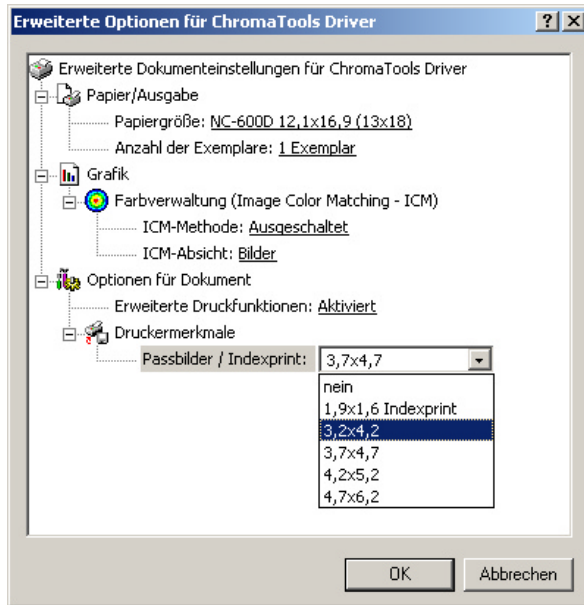 Erweiterte Optionen für ChromaTools Driver
Erweiterte Dokumenteinstellungen für ChromaTools Driver
Papier/Ausgabe
Papiergröße: NC-600D 12,1x16,9 (13x18)
Anzahl der Exemplare: 1 Exemplar
Grafik
Farbverwaltung (Image Color Matching - ICM)
ICM-Methode: Ausgeschaltet
ICM-Absicht: Bilder
Optionen für Dokument
Erweiterte Druckfunktionen: Aktiviert
Druckermerkmale
Passbilder / Indexprint: 3,7x4,7
nein
1,9x1,6 Indexprint
3,2x4,2
3,7x4,7
4,2x5,2
4,7x6,2
OK Abbrechen